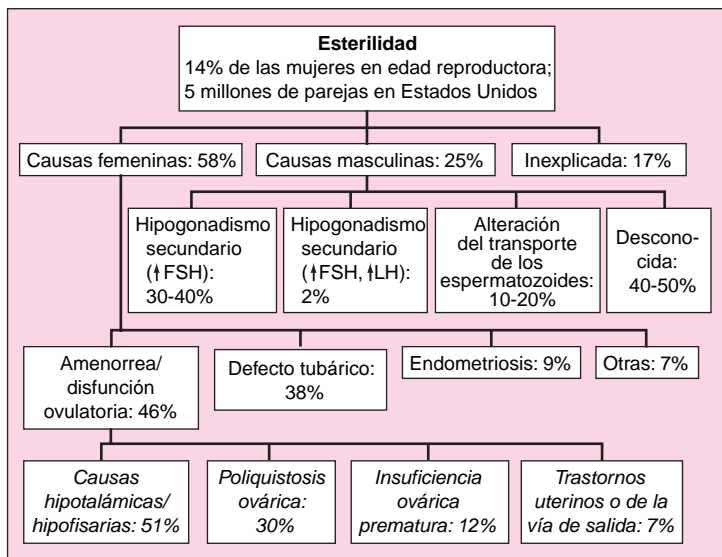 Esterilidad
14% de las mujeres en edad reproductora;
5 millones de parejas en Estados Unidos
Causas femeninas: 58%
Causas masculinas: 25%
Inexplicada: 17%
Hipogonadismo
secundario
(↑FSH):
30-40%
Hipogonadismo
secundario
(↑FSH, ↑LH):
2%
Alteración
del transporte
de los
espermatozoides:
10-20%
Descono-
cida:
40-50%
Amenorrea/
disfunción
ovulatoria: 46%
Defecto tubárico:
38%
Endometriosis: 9%
Otras: 7%
Causas
hipotalámicas/
hipofisarias: 51%
Poliquistosis
ovárica:
30%
Insuficiencia
ovárica
prematura: 12%
Trastornos
uterinos o de la
vía de salida: 7%